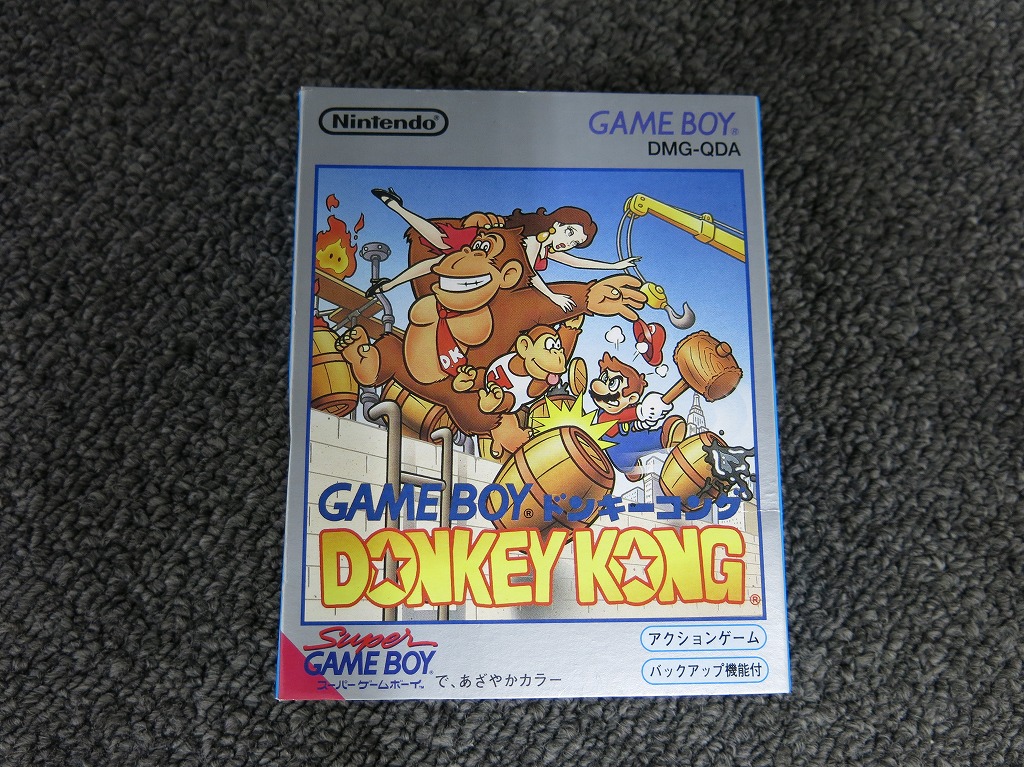 Nintendo®
GAME BOY®
DMG-QDA
DK
GAME BOY® ドンキーコング
DONKEY KONG®
Super
GAME BOY®
スーパーゲームボーイ™ で、あざやかカラー
アクションゲーム
バックアップ機能付